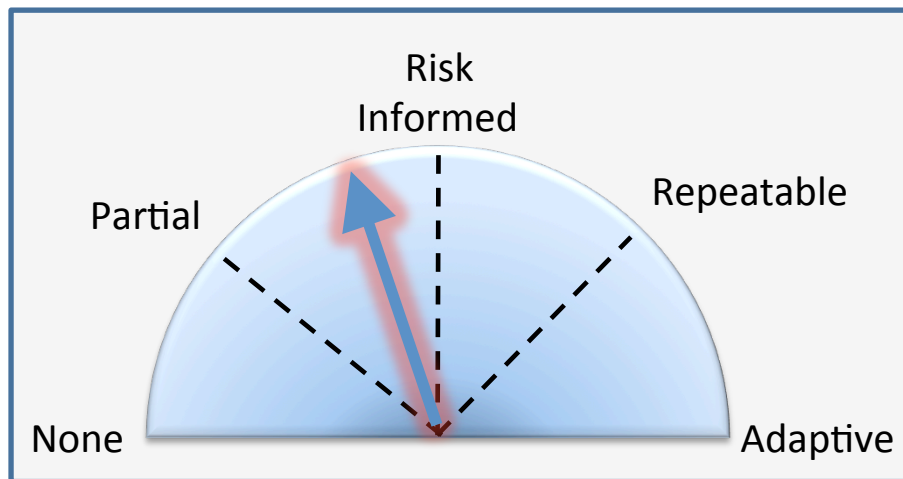 Risk
Informed
Partial
Repeatable
None
Adaptive